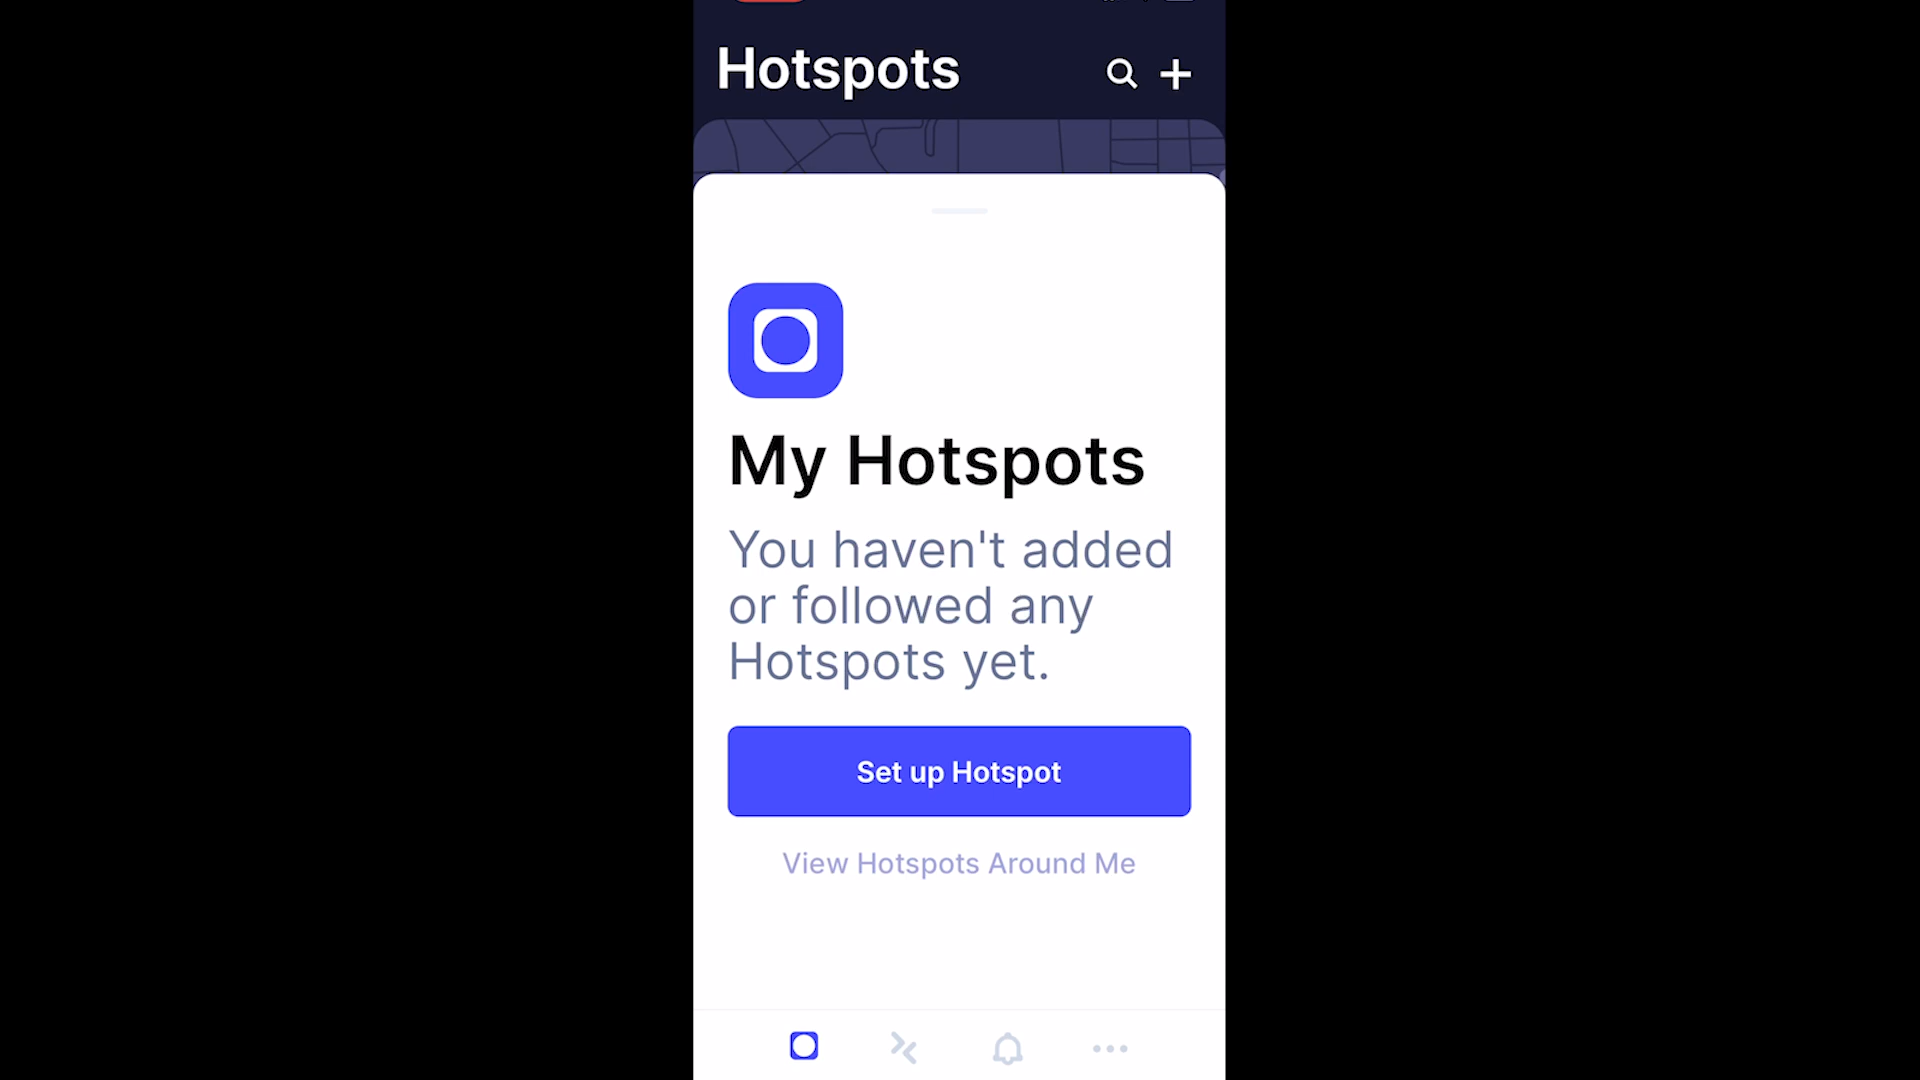 Hotspots
My Hotspots
You haven't added
or followed any
Hotspots yet.
Set up Hotspot
View Hotspots Around Me